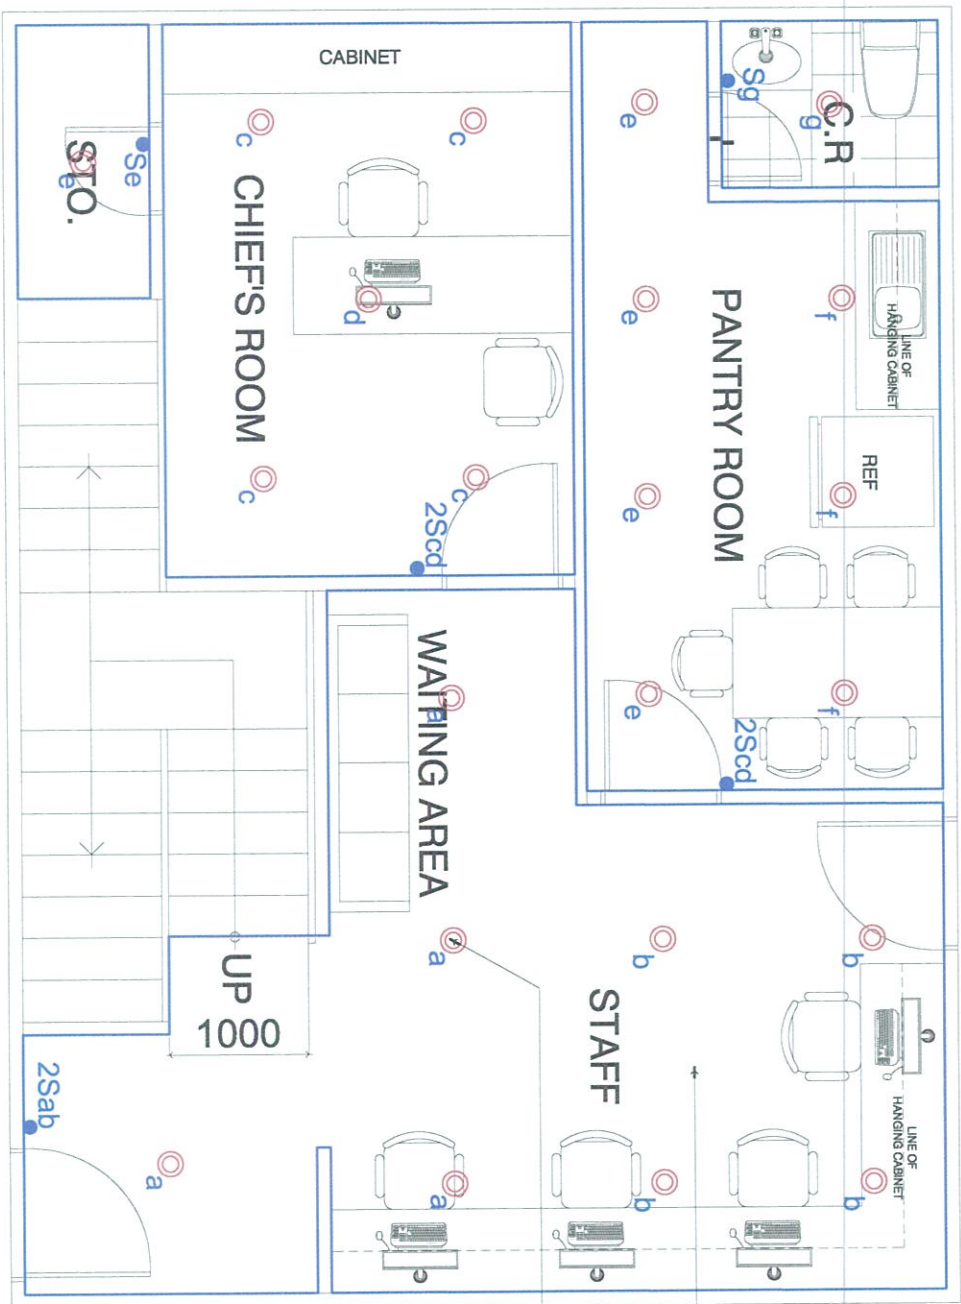 CABINET
C.R
Sg
g
e
c
c
STO.
Se
e
CHIEF'S ROOM
d
e
f
LINE OF
HANGING CABINET
PANTRY ROOM
REF
c
c
e
f
2Scd
WAITING AREA
a
e
f
2Scd
UP
1000
a
b
b
STAFF
LINE OF
HANGING CABINET
2Sab
a
a
b
b